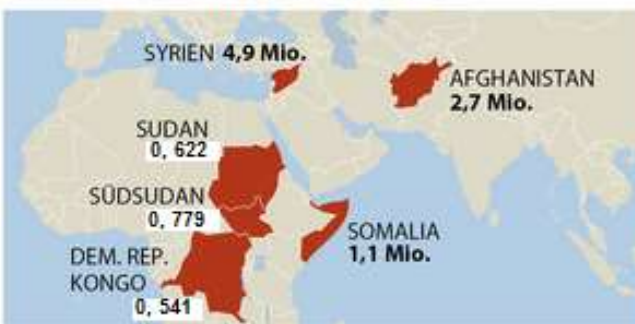 SYRIEN 4,9 Mio.
AFGHANISTAN
2,7 Mio.
SUDAN
0, 622
SÜDSUDAN
0, 779
SOMALIA
1,1 Mio.
DEM. REP.
KONGO
0, 541